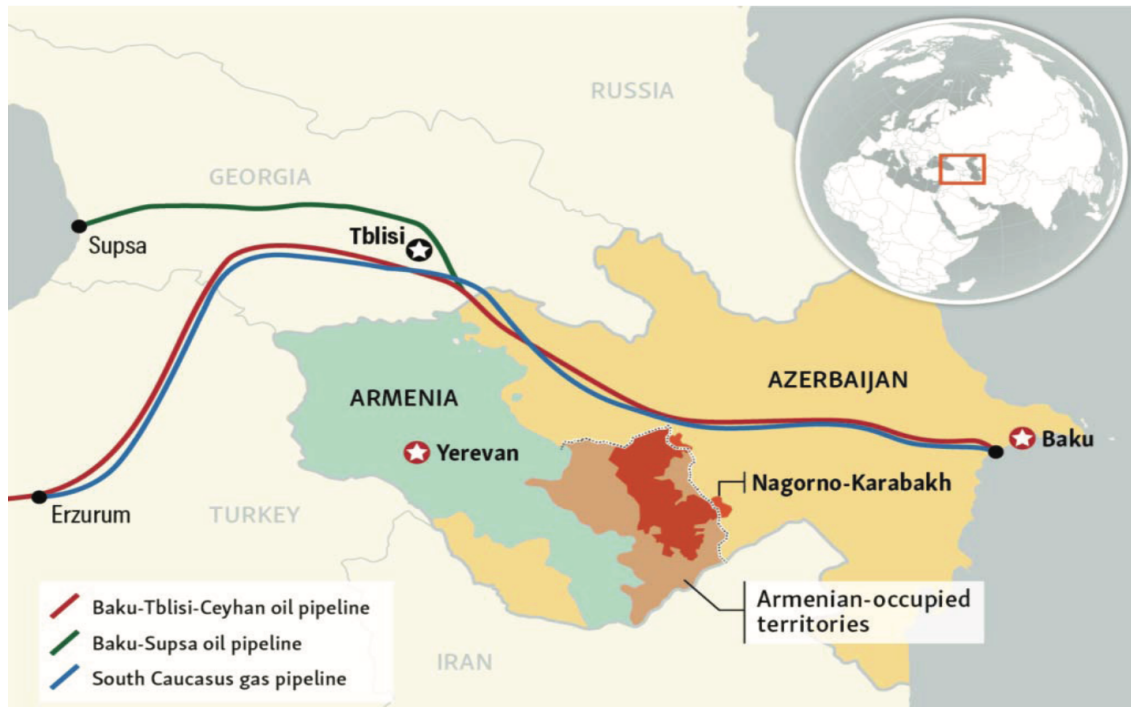 RUSSIA
GEORGIA
Supsa
Tblisi
ARMENIA
AZERBAIJAN
Yerevan
Baku
Nagorno-Karabakh
Erzurum
TURKEY
Armenian-occupied
territories
IRAN
Baku-Tblisi-Ceyhan oil pipeline
Baku-Supsa oil pipeline
South Caucasus gas pipeline